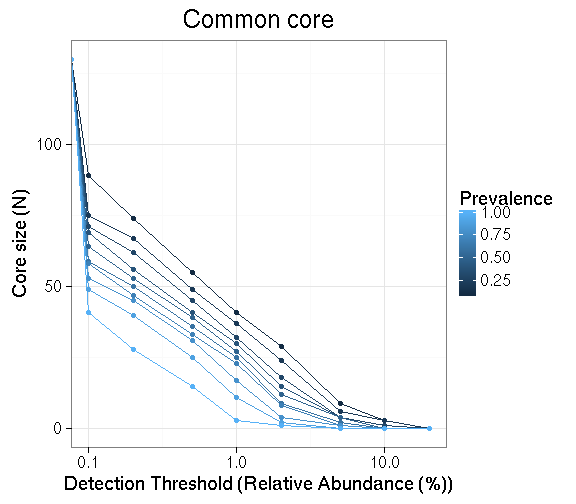 Common core
100
50
0
Core size (N)
0.1
1.0
10.0
Detection Threshold (Relative Abundance (%))
Prevalence
1.00
0.75
0.50
0.25